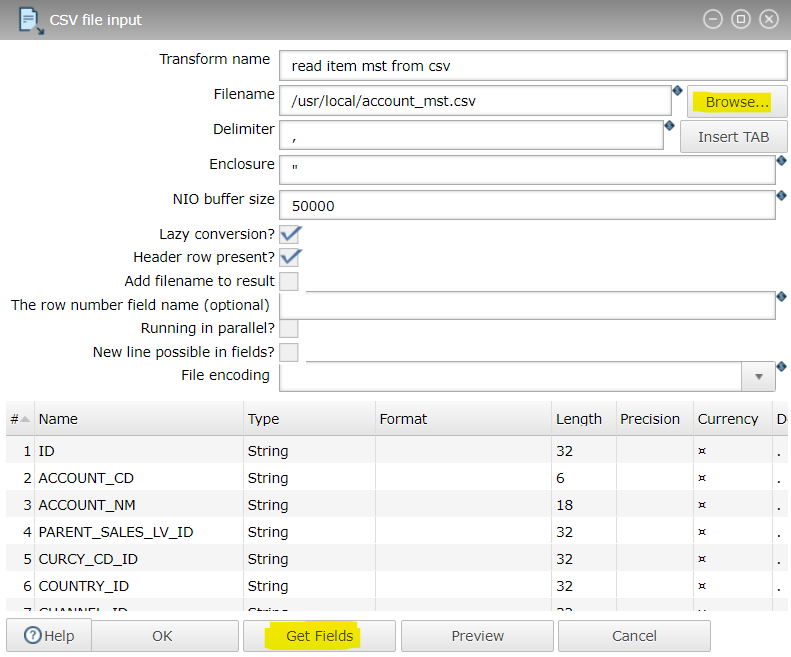 CSV file input
Transform name read item mst from csv
Filename /usr/local/account_mst.csv Browse...
Delimiter , Insert TAB
Enclosure "
NIO buffer size 50000
Lazy conversion?
Header row present?
Add filename to result
The row number field name (optional)
Running in parallel?
New line possible in fields?
File encoding
# Name Type Format Length Precision Currency D
1 ID String 32 ¤ .
2 ACCOUNT_CD String 6 ¤ .
3 ACCOUNT_NM String 18 ¤ .
4 PARENT_SALES_LV_ID String 32 ¤ .
5 CURCY_CD_ID String 32 ¤ .
6 COUNTRY_ID String 32 ¤ .
7 CHANNEL_ID String 32
Help OK Get Fields Preview Cancel